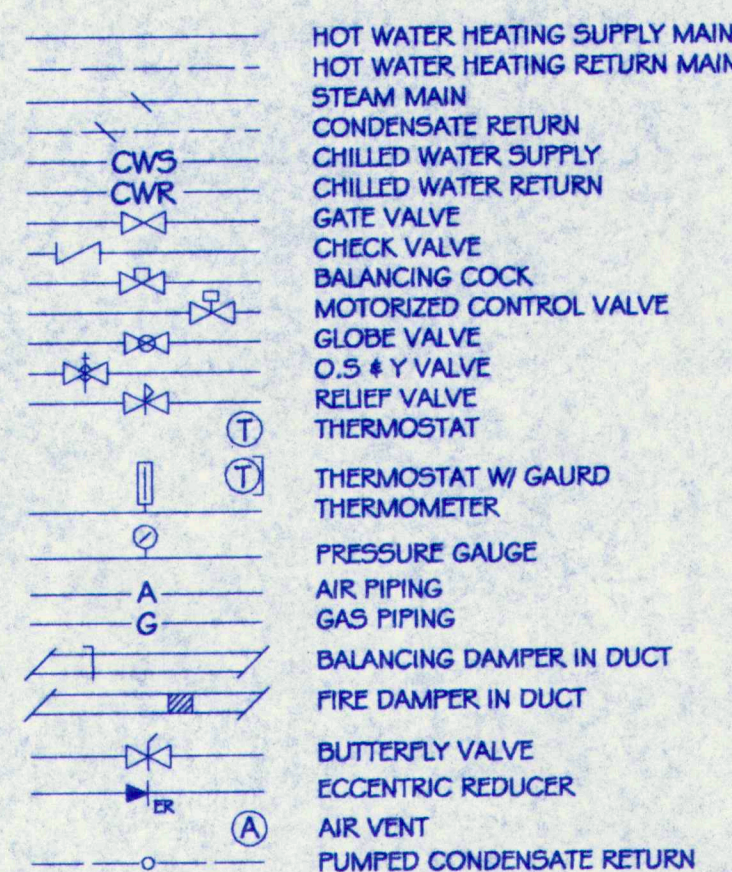 HOT WATER HEATING SUPPLY MAIN
HOT WATER HEATING RETURN MAIN
STEAM MAIN
CONDENSATE RETURN
CWS CHILLED WATER SUPPLY
CWR CHILLED WATER RETURN
GATE VALVE
CHECK VALVE
BALANCING COCK
MOTORIZED CONTROL VALVE
GLOBE VALVE
O.S & Y VALVE
RELIEF VALVE
T THERMOSTAT
T THERMOSTAT W/ GAURD
THERMOMETER
PRESSURE GAUGE
A AIR PIPING
G GAS PIPING
BALANCING DAMPER IN DUCT
FIRE DAMPER IN DUCT
BUTTERFLY VALVE
ER ECCENTRIC REDUCER
A AIR VENT
PUMPED CONDENSATE RETURN